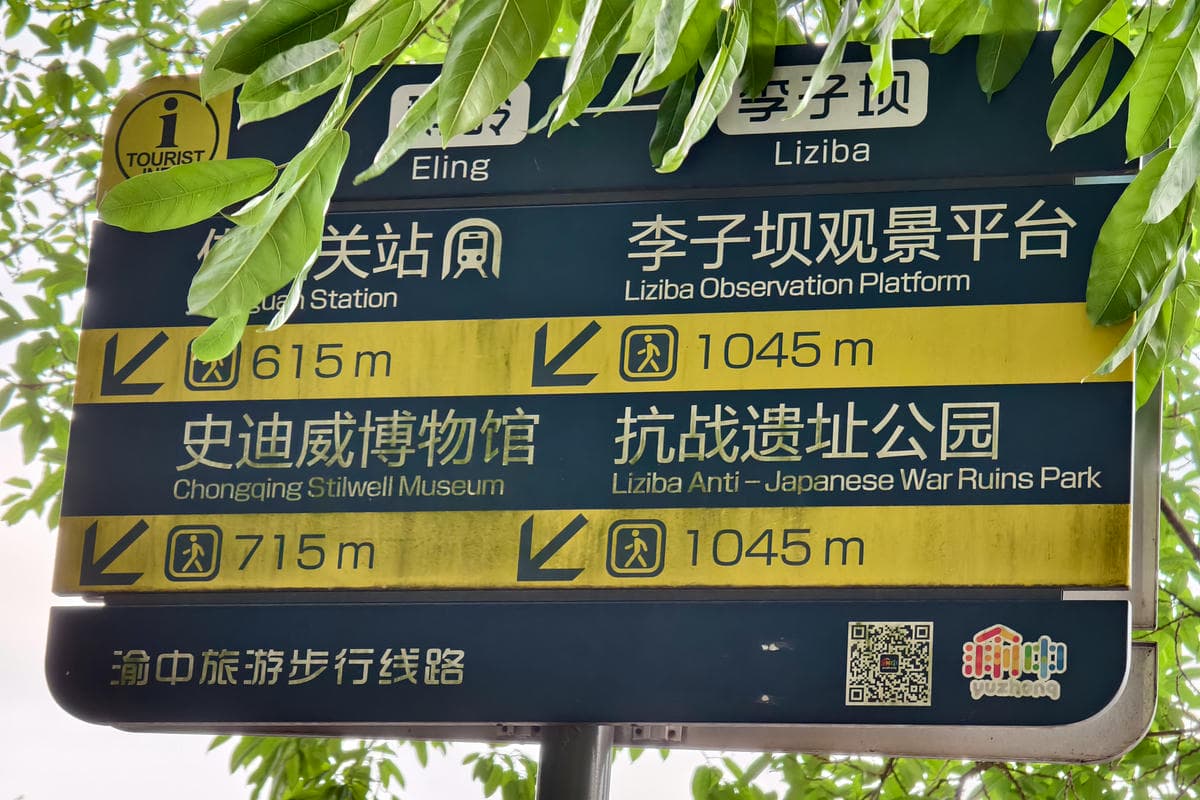 TOURIST
李子坝
Eling
Liziba
关站
李子坝观景平台
Station
Liziba Observation Platform
615m
1045m
史迪威博物馆
抗战遗址公园
Chongqing Stilwell Museum
Liziba Anti – Japanese War Ruins Park
715m
1045m
渝中旅游步行线路
yuzhong